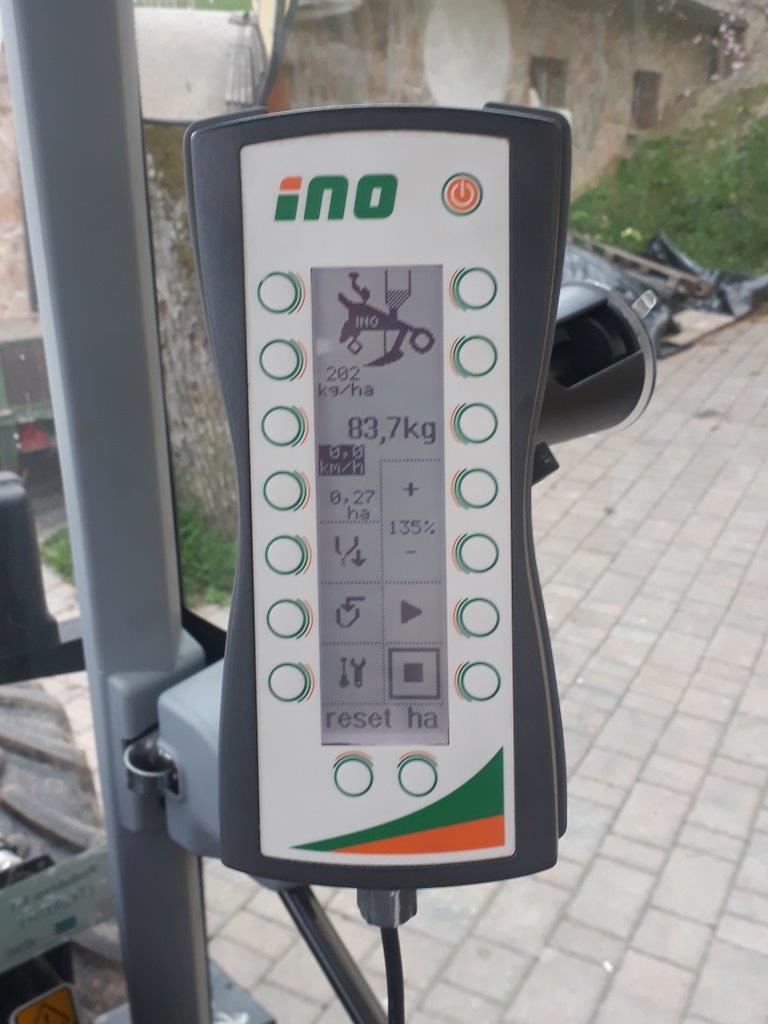 INO
INO
202
kg/ha
83,7kg
0,0
km/h
0,27
ha
+
135%
-
reset ha